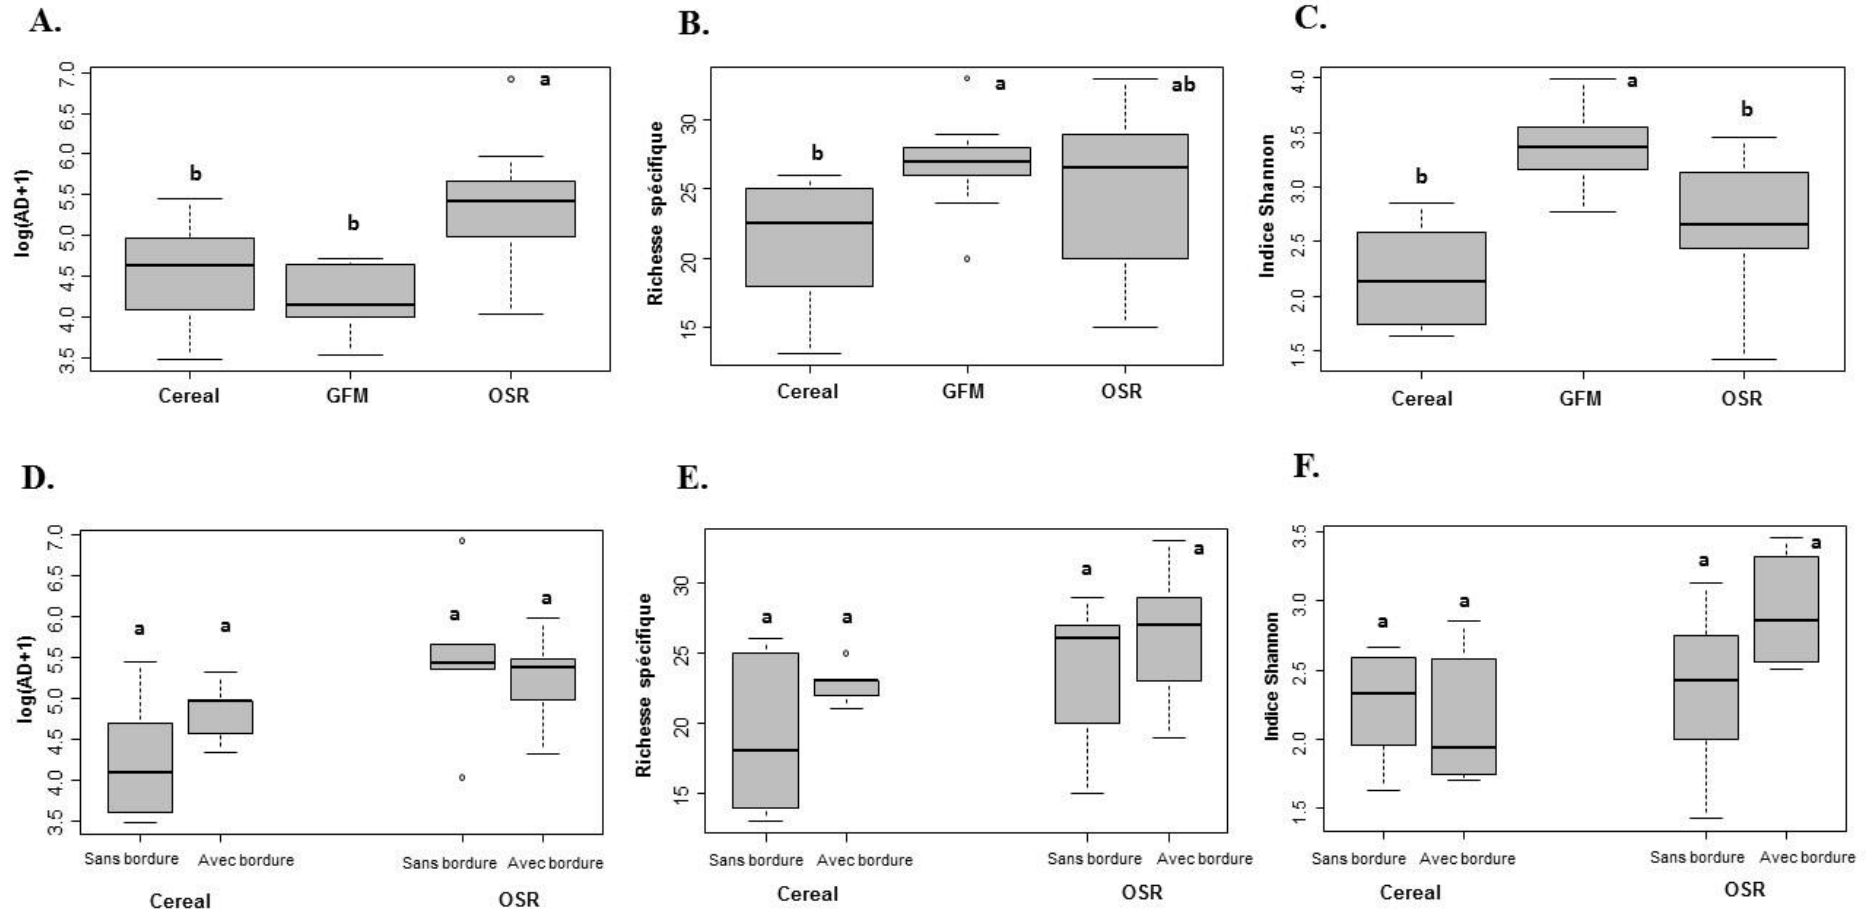 A.
log(AD+1)
7.0
6.5
6.0
5.5
5.0
4.5
4.0
3.5
b
b
a
Cereal GFM OSR
B.
Richesse spécifique
30
25
20
15
b
a
ab
Cereal GFM OSR
C.
Indice Shannon
4.0
3.5
3.0
2.5
2.0
1.5
b
a
b
Cereal GFM OSR
D.
log(AD+1)
7.0
6.5
6.0
5.5
5.0
4.5
4.0
3.5
a
a
a
a
Sans bordure Avec bordure Sans bordure Avec bordure
Cereal OSR
E.
Richesse spécifique
30
25
20
15
a
a
a
a
Sans bordure Avec bordure Sans bordure Avec bordure
Cereal OSR
F.
Indice Shannon
3.5
3.0
2.5
2.0
1.5
a
a
a
a
Sans bordure Avec bordure Sans bordure Avec bordure
Cereal OSR